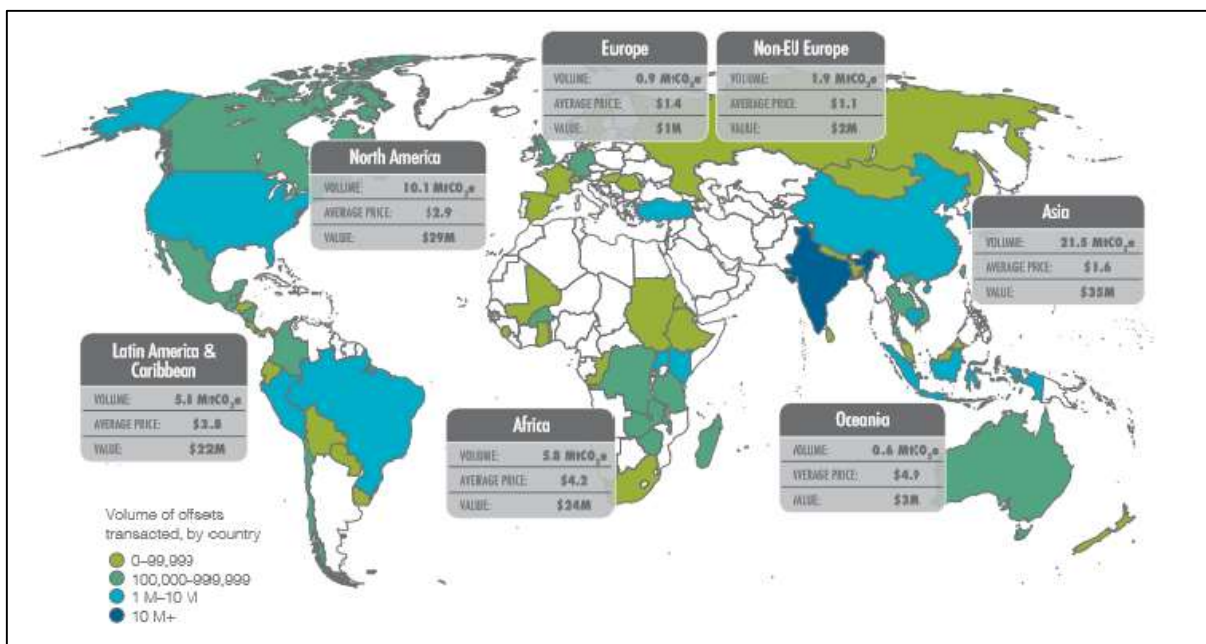 Europe
VOLUME: 0.9 MtCO₂e
AVERAGE PRICE: $1.4
VALUE: $1M
Non-EU Europe
VOLUME: 1.9 MtCO₂e
AVERAGE PRICE: $1.1
VALUE: $2M
North America
VOLUME: 10.1 MtCO₂e
AVERAGE PRICE: $2.9
VALUE: $29M
Asia
VOLUME: 21.5 MtCO₂e
AVERAGE PRICE: $1.6
VALUE: $35M
Latin America &
Caribbean
VOLUME: MtCO₂e
AVERAGE PRICE:
VALUE: $22M
Africa
VOLUME: 5.8 MtCO₂e
AVERAGE PRICE: $4.2
VALUE: $24M
Oceania
VOLUME: 0.6 MtCO₂e
AVERAGE PRICE: $4.9
VALUE: $3M
Volume of offsets
transacted, by country
0–99,999
100,000–999,999
1 M–10 M
10 M+